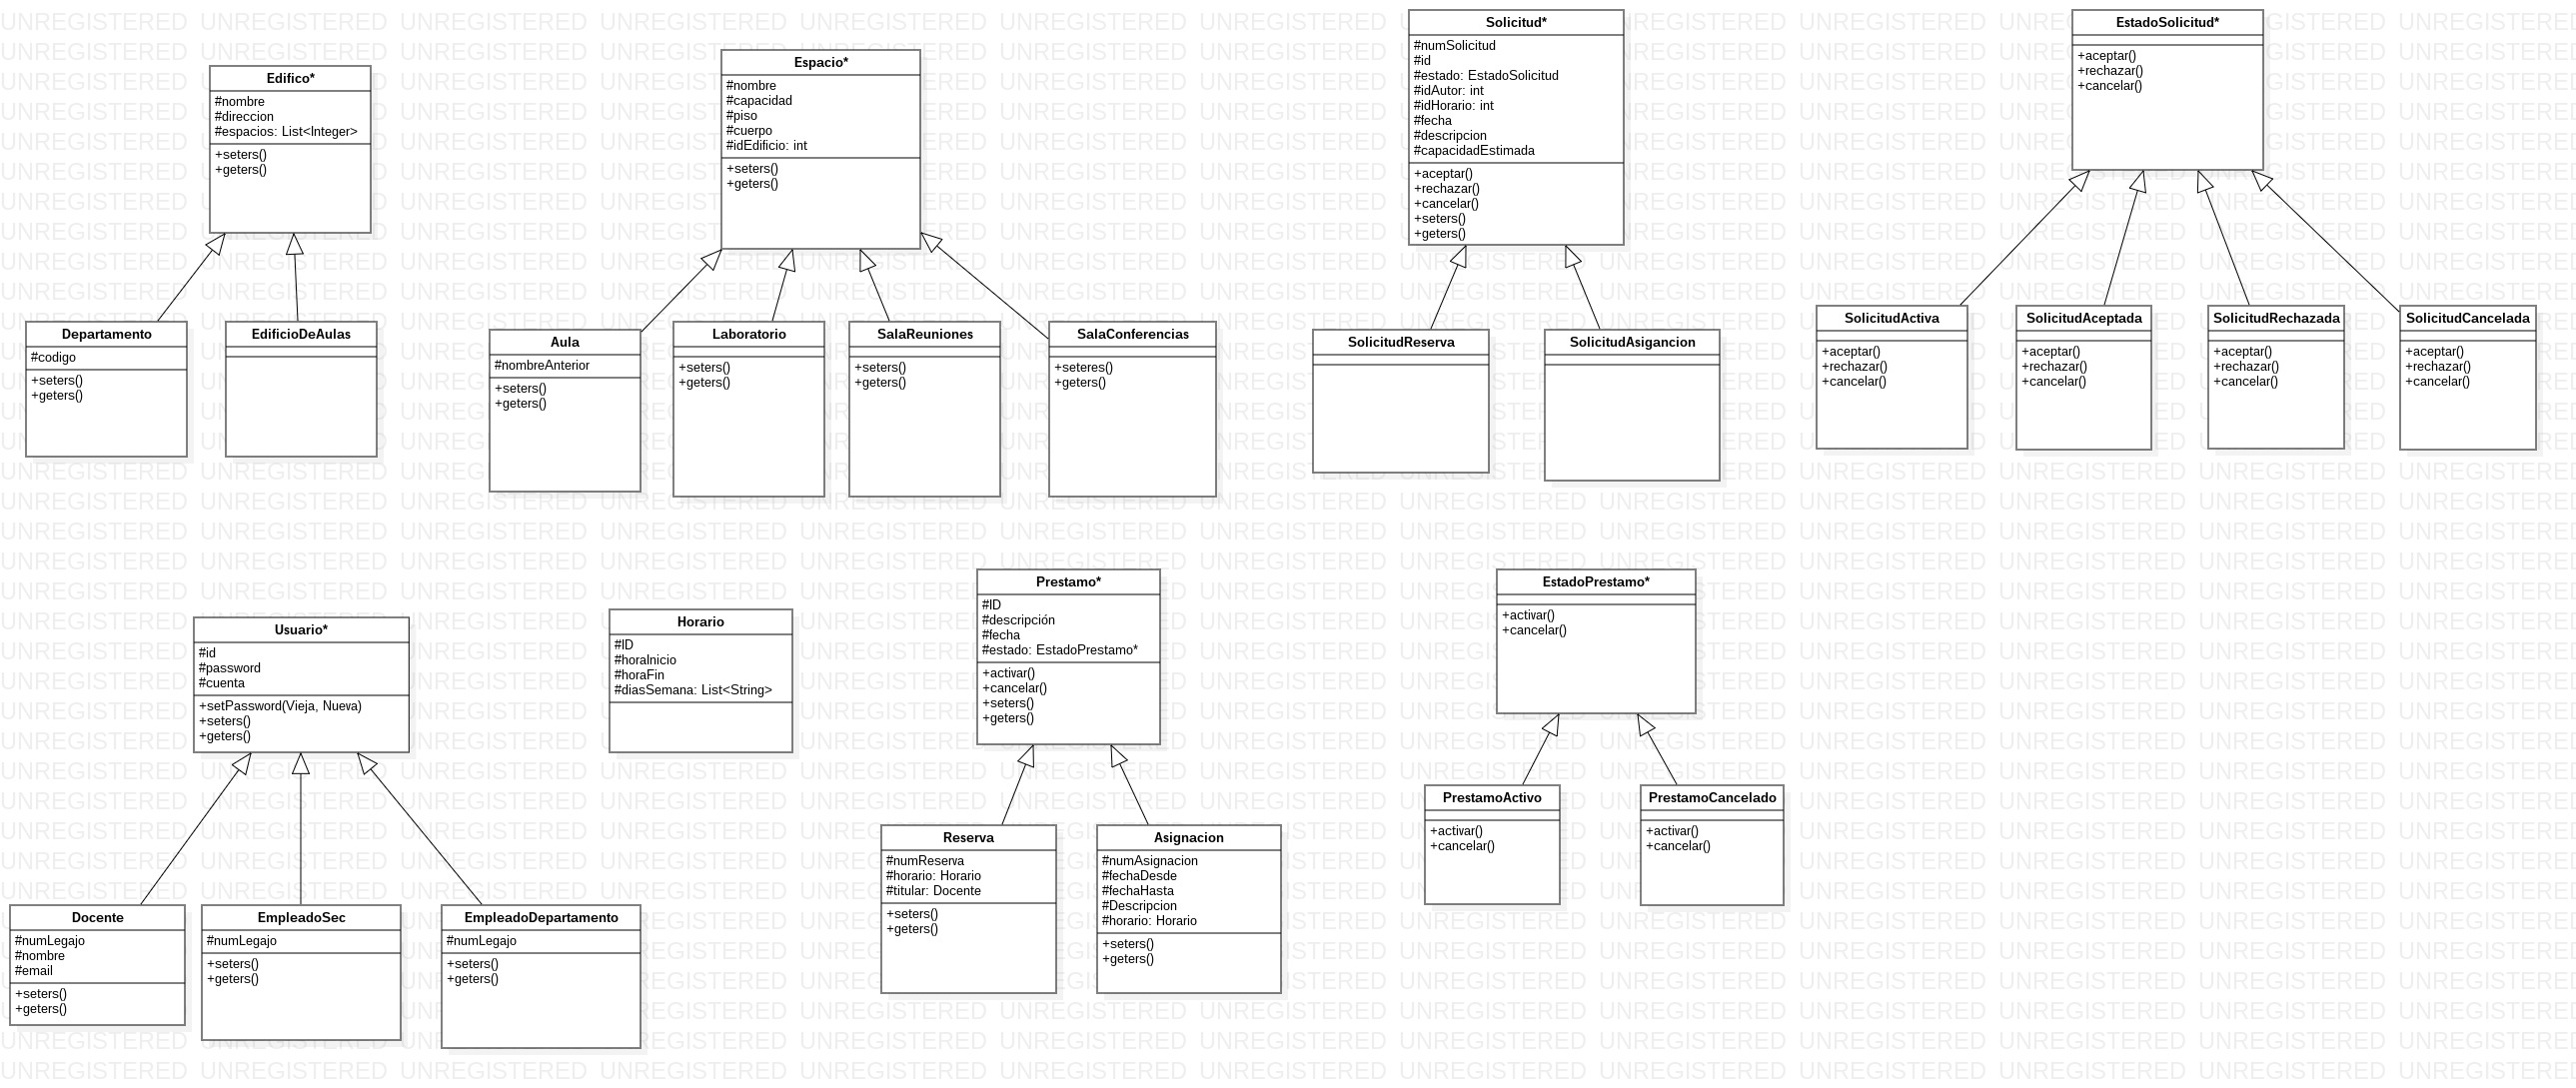 Edifico*
#nombre
#direccion
#espacios: List<Integer>
+seters()
+geters()
Departamento
#codigo
+seters()
+geters()
EdificioDeAulas
Espacio*
#nombre
#capacidad
#piso
#cuerpo
#idEdificio: int
+seters()
+geters()
Aula
#nombreAnterior
+seters()
+geters()
Laboratorio
+seters()
+geters()
SalaReuniones
+seters()
+geters()
SalaConferencias
+seteres()
+geters()
Solicitud*
#numSolicitud
#id
#estado: EstadoSolicitud
#idAutor: int
#idHorario: int
#fecha
#descripcion
#capacidadEstimada
+aceptar()
+rechazar()
+cancelar()
+seters()
+geters()
SolicitudReserva
SolicitudAsigancion
EstadoSolicitud*
+aceptar()
+rechazar()
+cancelar()
SolicitudActiva
+aceptar()
+rechazar()
+cancelar()
SolicitudAceptada
+aceptar()
+rechazar()
+cancelar()
SolicitudRechazada
+aceptar()
+rechazar()
+cancelar()
SolicitudCancelada
+aceptar()
+rechazar()
+cancelar()
Usuario*
#id
#password
#cuenta
+setPassword(Vieja, Nueva)
+seters()
+geters()
Docente
#numLegajo
#nombre
#email
+seters()
+geters()
EmpleadoSec
#numLegajo
+seters()
+geters()
EmpleadoDepartamento
#numLegajo
+seters()
+geters()
Horario
#ID
#horaInicio
#horaFin
#diasSemana: List<String>
Prestamo*
#ID
#descripción
#fecha
#estado: EstadoPrestamo*
+activar()
+cancelar()
+seters()
+geters()
Reserva
#numReserva
#horario: Horario
#titular: Docente
+seters()
+geters()
Asignacion
#numAsignacion
#fechaDesde
#fechaHasta
#Descripcion
#horario: Horario
+seters()
+geters()
EstadoPrestamo*
+activar()
+cancelar()
PrestamoActivo
+activar()
+cancelar()
PrestamoCancelado
+activar()
+cancelar()
UNREGISTERED